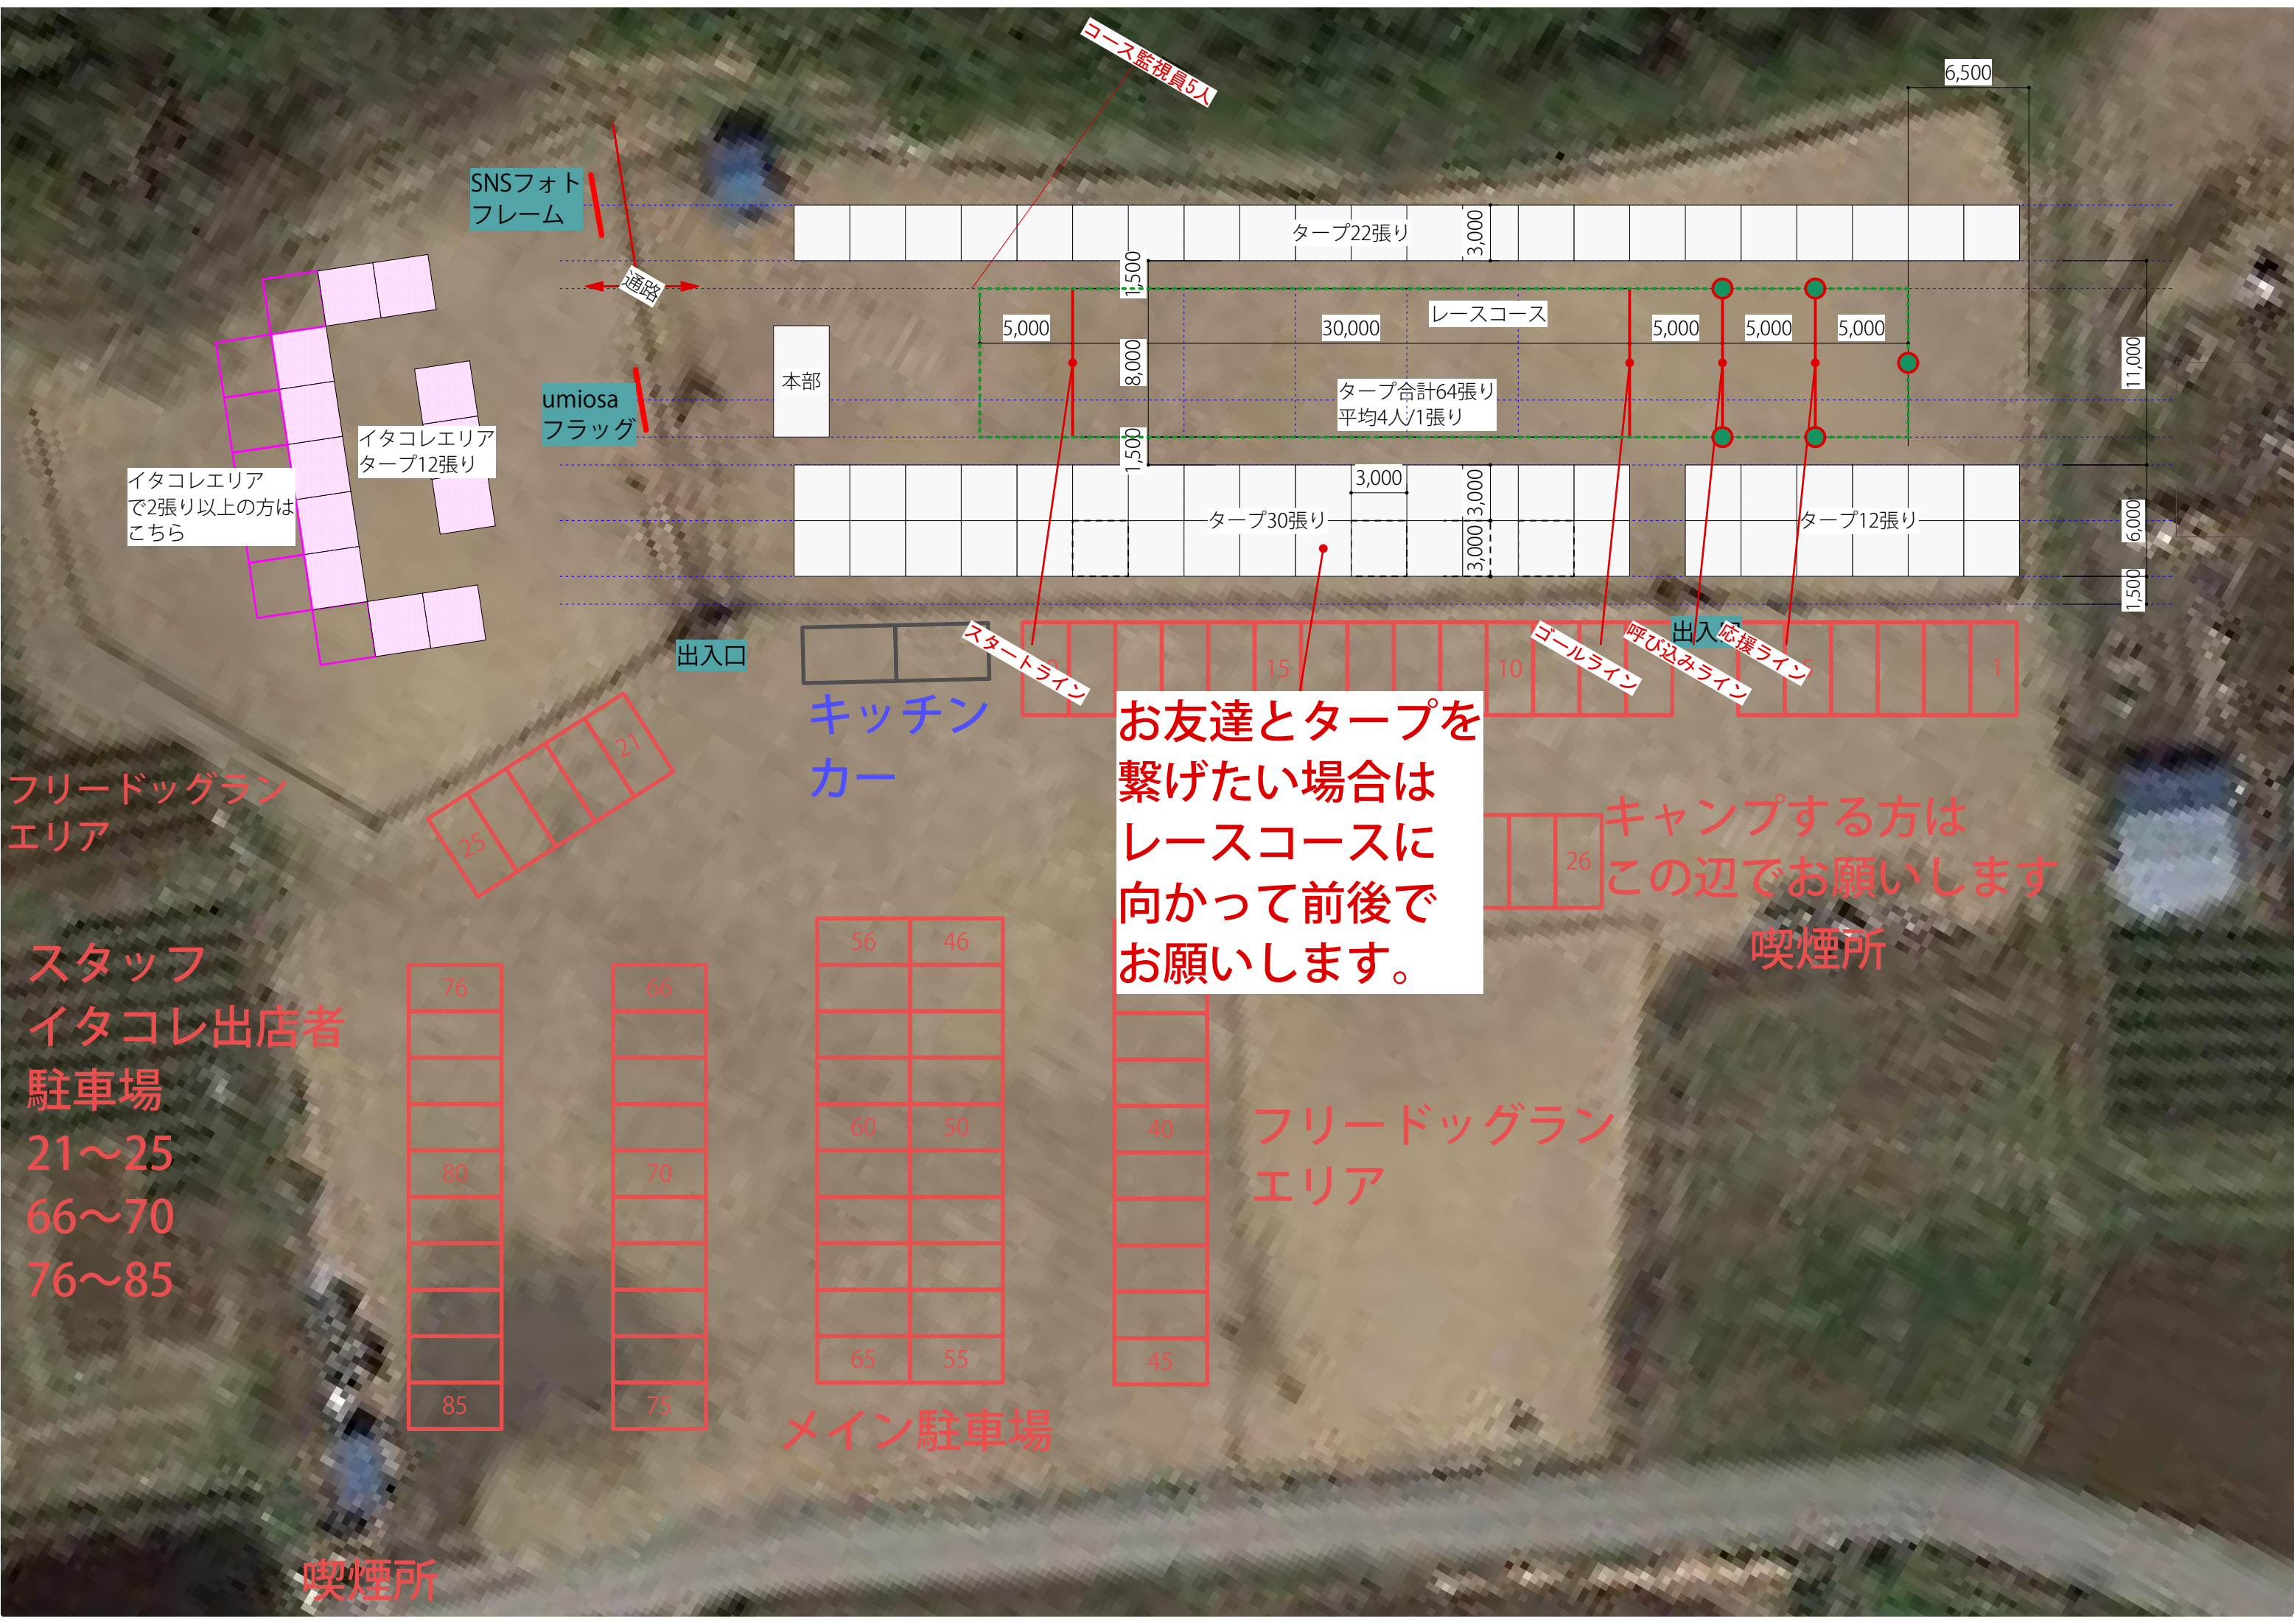 コース監視員5人
6,500
SNSフォト
フレーム
タープ22張り
3,000
通路
1,500
レースコース
5,000
30,000
5,000
5,000
5,000
8,000
11,000
本部
umiosa
フラッグ
タープ合計64張り
平均4人/1張り
イタコレエリア
タープ12張り
1,500
イタコレエリア
で2張り以上の方は
こちら
3,000
3,000
タープ30張り
タープ12張り
3,000
6,000
1,500
出入口
スタートライン
ゴールライン
呼び込みライン
出入
応援ライン
15
10
1
キッチン
カー
お友達とタープを
繋げたい場合は
レースコースに
向かって前後で
お願いします。
21
25
フリードッグラン
エリア
26
キャンプする方は
この辺でお願いします
喫煙所
スタッフ
イタコレ出店者
駐車場
21〜25
66〜70
76〜85
76
66
56
46
60
50
40
80
70
65
55
45
85
75
フリードッグラン
エリア
メイン駐車場
喫煙所